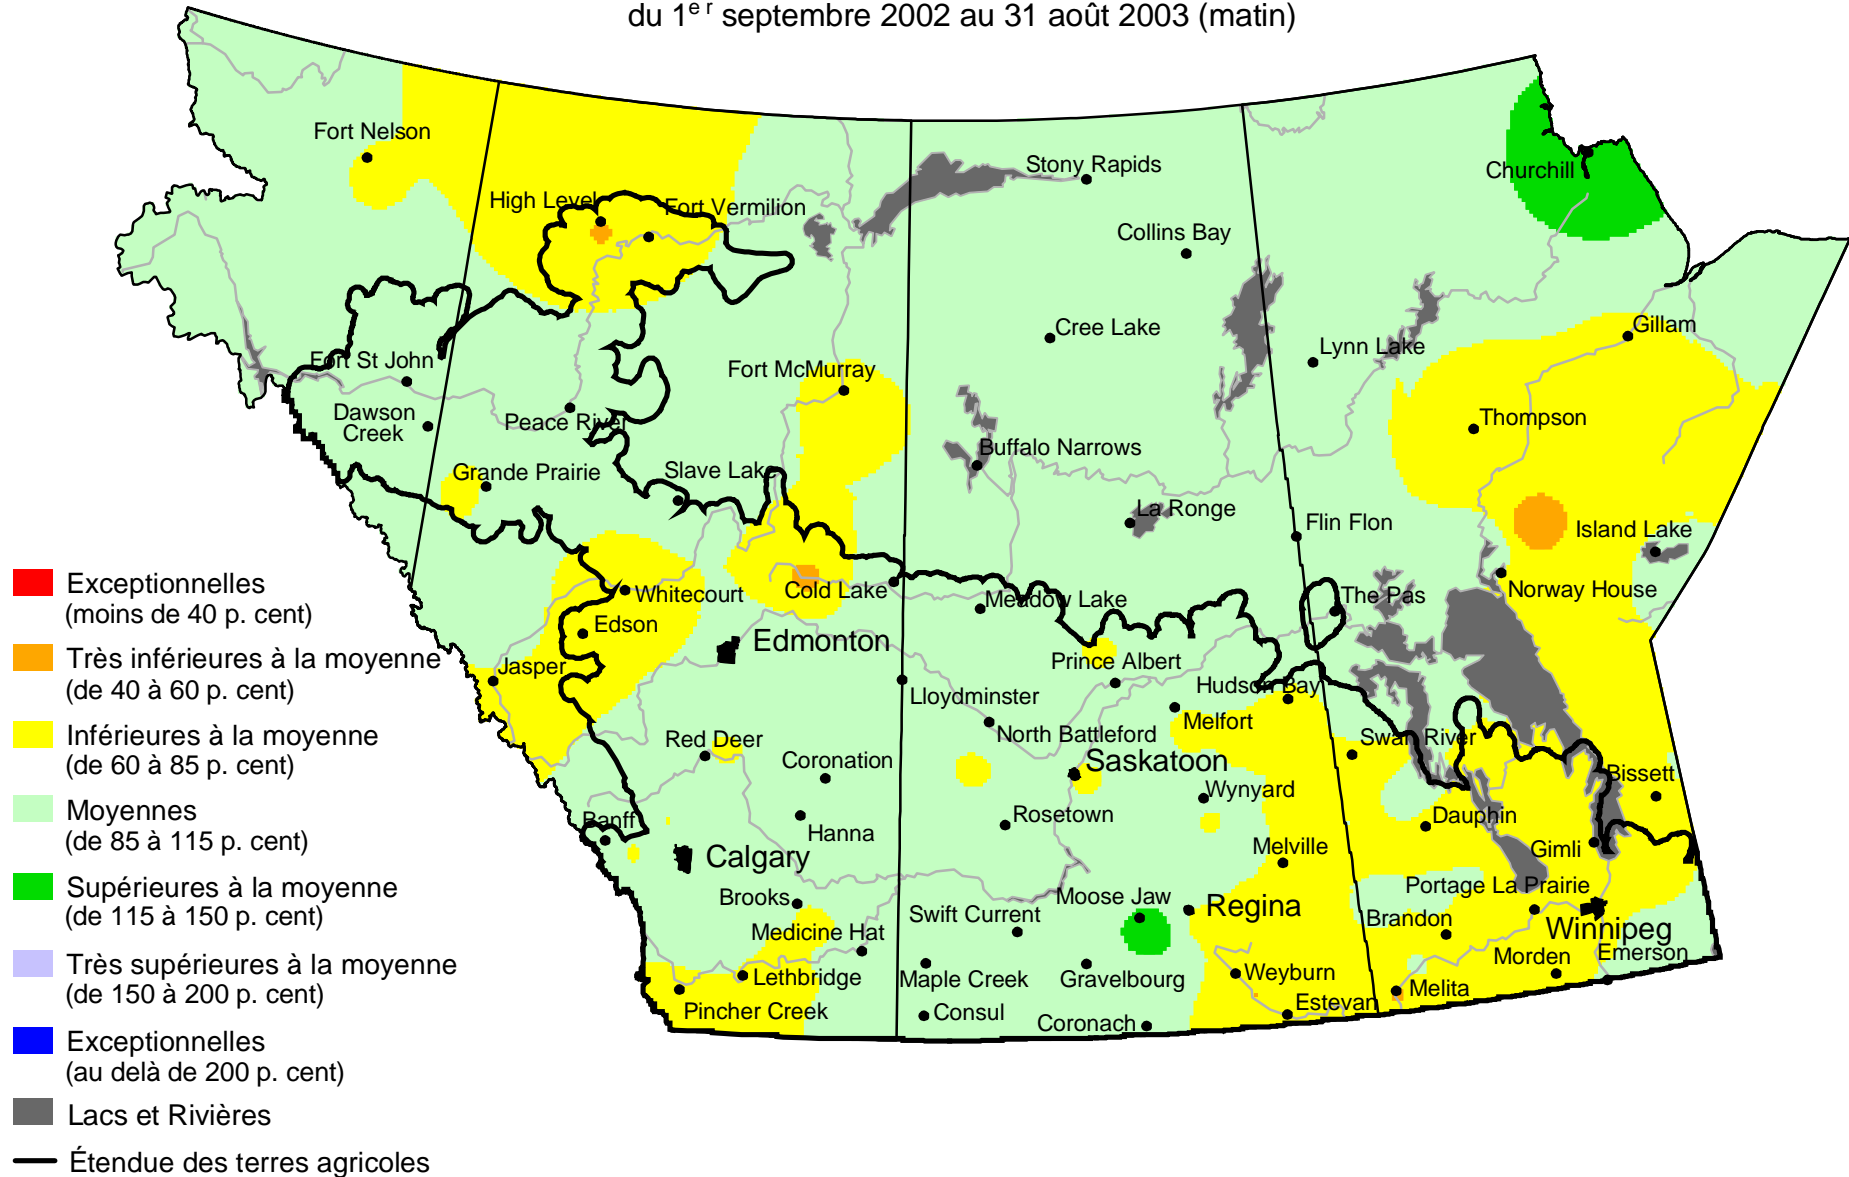 du 1er septembre 2002 au 31 août 2003 (matin)
Fort Nelson
High Level
Fort Vermilion
Stony Rapids
Churchill
Collins Bay
Cree Lake
Gillam
Lynn Lake
Fort St John
Fort McMurray
Dawson
Creek
Peace River
Thompson
Buffalo Narrows
Grande Prairie
Slave Lake
La Ronge
Flin Flon
Island Lake
Whitecourt
Cold Lake
Norway House
Meadow Lake
The Pas
Edson
Edmonton
Jasper
Prince Albert
Hudson Bay
Lloydminster
Melfort
North Battleford
Red Deer
Swan River
Coronation
Saskatoon
Bissett
Wynyard
Rosetown
Dauphin
Banff
Hanna
Melville
Gimli
Calgary
Brooks
Moose Jaw
Portage La Prairie
Swift Current
Regina
Brandon
Medicine Hat
Winnipeg
Lethbridge
Maple Creek
Gravelbourg
Weyburn
Morden
Emerson
Pincher Creek
Consul
Coronach
Estevan
Melita
Exceptionnelles
(moins de 40 p. cent)
Très inférieures à la moyenne
(de 40 à 60 p. cent)
Inférieures à la moyenne
(de 60 à 85 p. cent)
Moyennes
(de 85 à 115 p. cent)
Supérieures à la moyenne
(de 115 à 150 p. cent)
Très supérieures à la moyenne
(de 150 à 200 p. cent)
Exceptionnelles
(au delà de 200 p. cent)
Lacs et Rivières
Étendue des terres agricoles